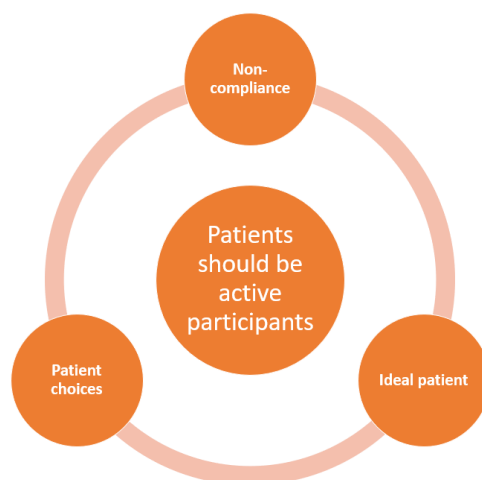 Non-
compliance
Patients
should be
active
participants
Patient
choices
Ideal patient